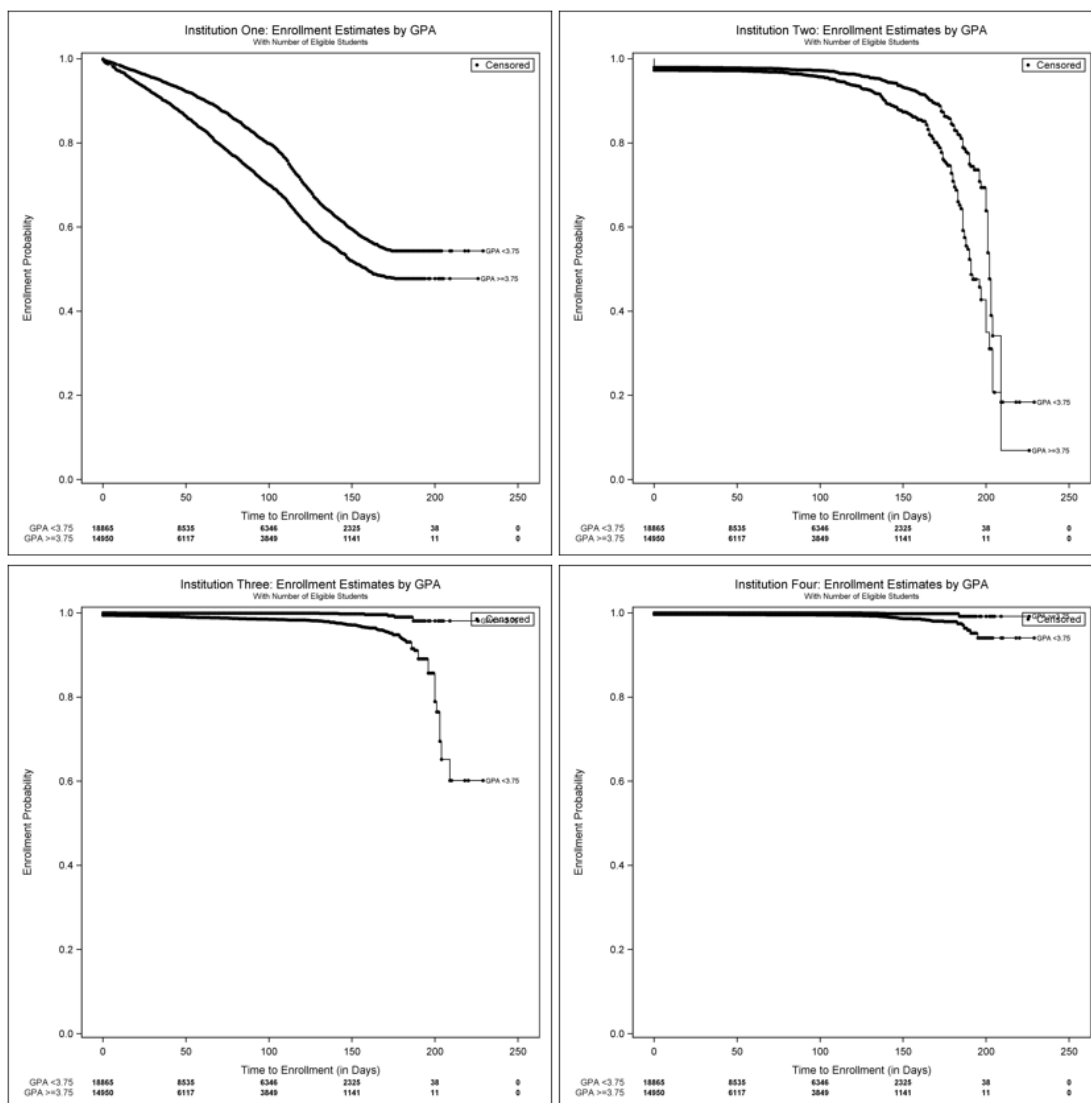 Institution One: Enrollment Estimates by GPA
With Number of Eligible Students
Censored
Enrollment Probability
1.0
0.8
0.6
0.4
0.2
0.0
GPA <3.75
GPA >=3.75
0 50 100 150 200 250
Time to Enrollment (in Days)
GPA <3.75 18865 8535 6346 2325 38 0
GPA >=3.75 14950 6117 3849 1141 11 0
Institution Two: Enrollment Estimates by GPA
With Number of Eligible Students
Censored
Enrollment Probability
1.0
0.8
0.6
0.4
0.2
0.0
GPA <3.75
GPA >=3.75
0 50 100 150 200 250
Time to Enrollment (in Days)
GPA <3.75 18865 8535 6346 2325 38 0
GPA >=3.75 14950 6117 3849 1141 11 0
Institution Three: Enrollment Estimates by GPA
With Number of Eligible Students
Censored
Enrollment Probability
1.0
0.8
0.6
0.4
0.2
0.0
GPA <3.75
0 50 100 150 200 250
Time to Enrollment (in Days)
GPA <3.75 18865 8535 6346 2325 38 0
GPA >=3.75 14950 6117 3849 1141 11 0
Institution Four: Enrollment Estimates by GPA
With Number of Eligible Students
Censored
Enrollment Probability
1.0
0.8
0.6
0.4
0.2
0.0
GPA <3.75
0 50 100 150 200 250
Time to Enrollment (in Days)
GPA <3.75 18865 8535 6346 2325 38 0
GPA >=3.75 14950 6117 3849 1141 11 0